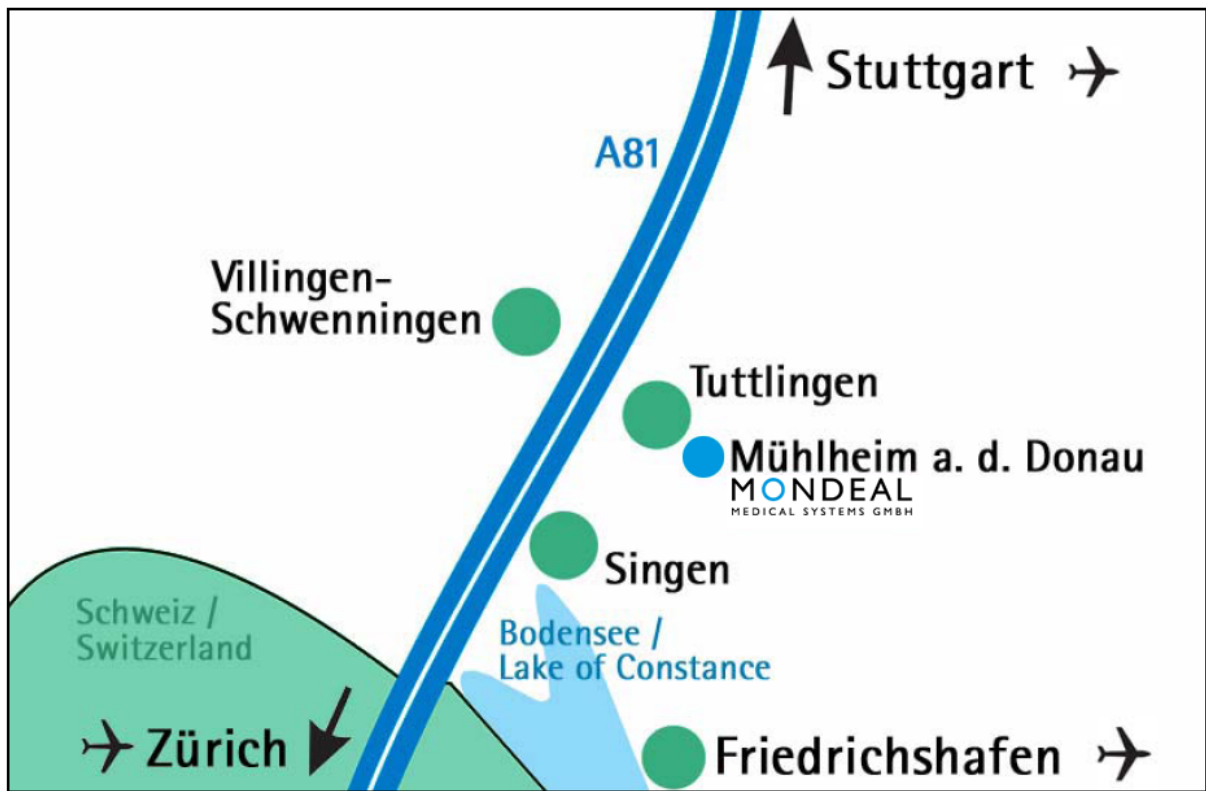 Stuttgart
A81
Villingen-
Schwenningen
Tuttlingen
Mühlheim a. d. Donau
MONDEAL
MEDICAL SYSTEMS GMBH
Singen
Schweiz /
Switzerland
Bodensee /
Lake of Constance
Zürich
Friedrichshafen